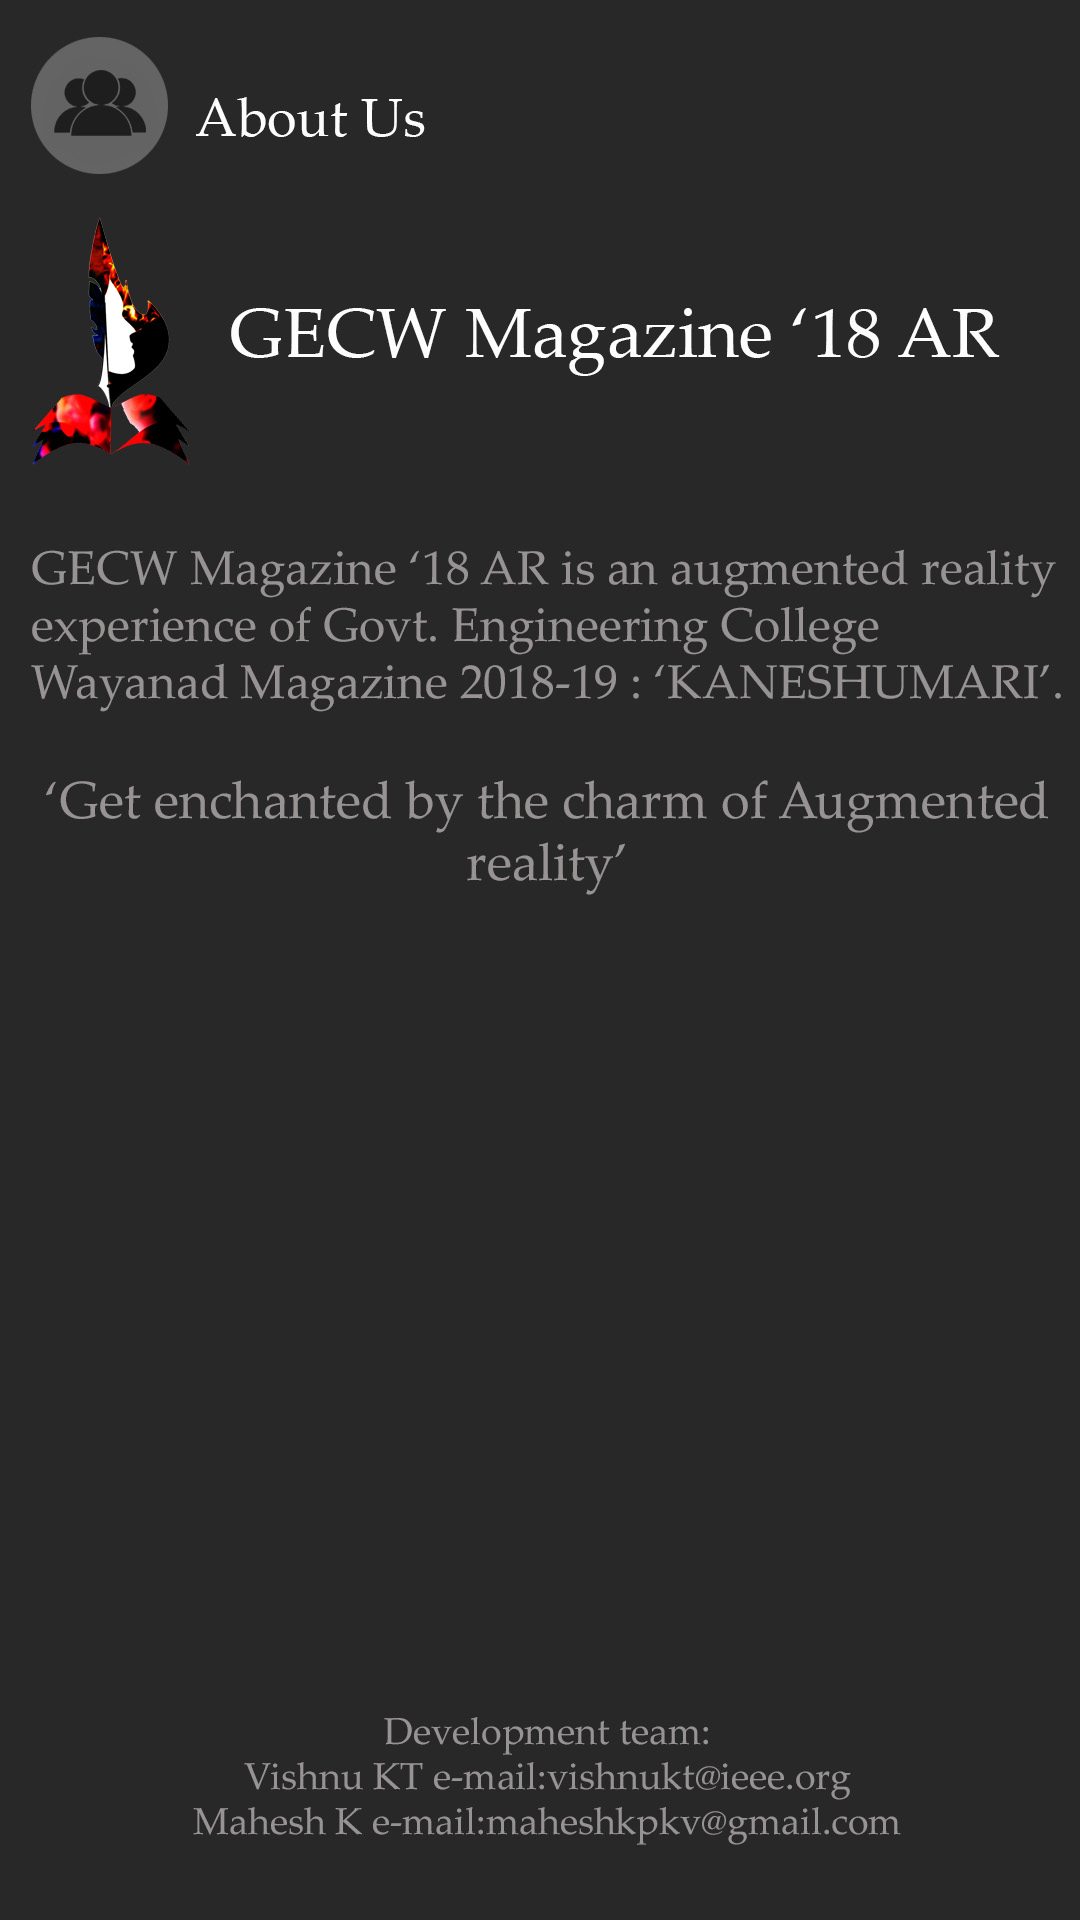 About Us
GECW Magazine ‘18 AR
GECW Magazine ‘18 AR is an augmented reality
experience of Govt. Engineering College
Wayanad Magazine 2018-19 : ‘KANESHUMARI’.
‘Get enchanted by the charm of Augmented
reality’
Development team:
Vishnu KT e-mail:vishnukt@ieee.org
Mahesh K e-mail:maheshkpkv@gmail.com